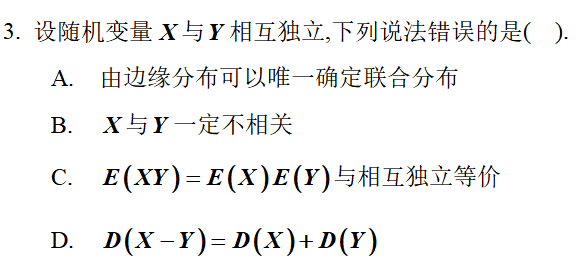 3. 设随机变量 X 与 Y 相互独立,下列说法错误的是( ).
A. 由边缘分布可以唯一确定联合分布
B. X 与 Y 一定不相关
C. E(XY)=E(X)E(Y)与相互独立等价
D. D(X−Y)=D(X)+D(Y)